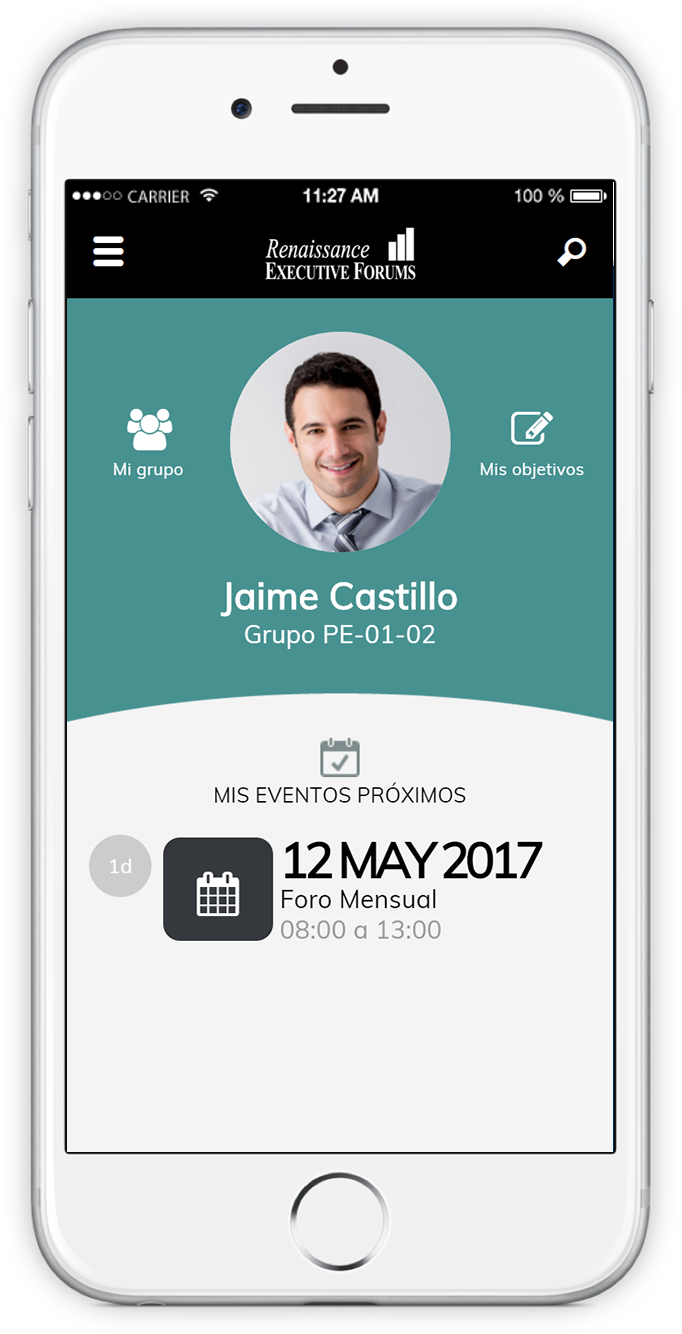 CARRIER 11:27 AM 100 %
Renaissance
EXECUTIVE FORUMS
Mi grupo
Mis objetivos
Jaime Castillo
Grupo PE-01-02
MIS EVENTOS PRÓXIMOS
1d
12 MAY 2017
Foro Mensual
08:00 a 13:00